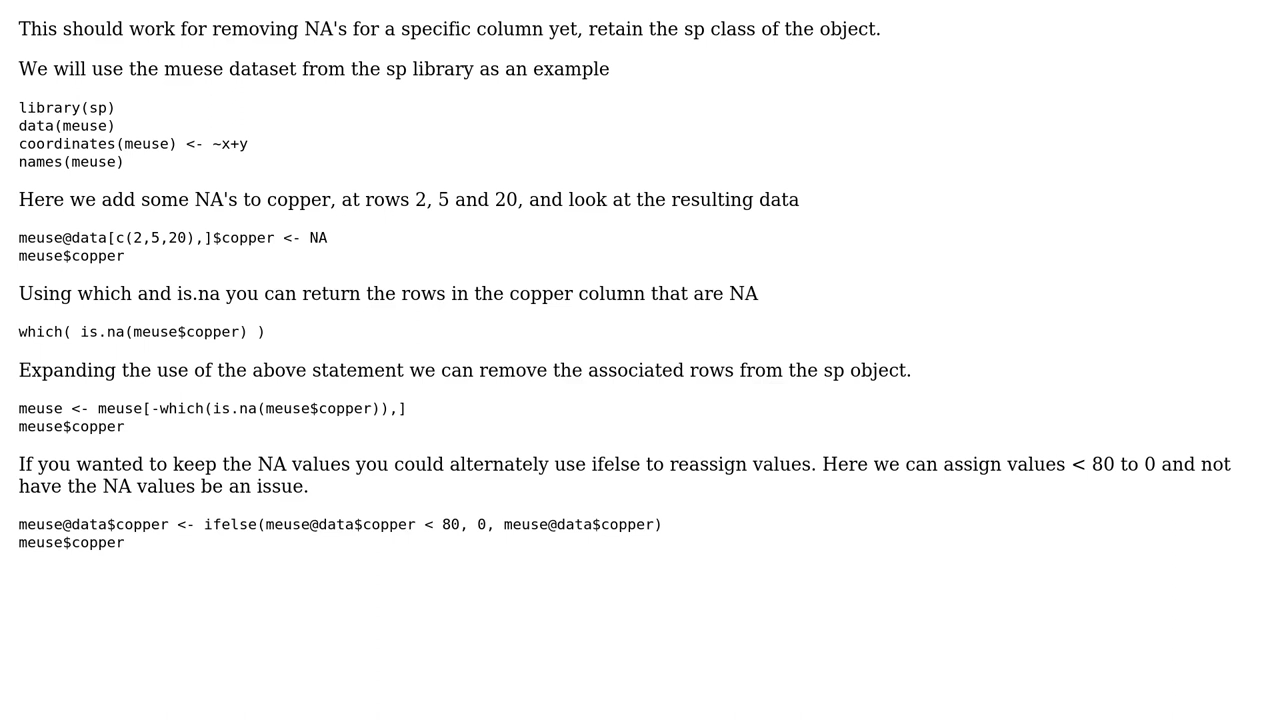 This should work for removing NA's for a specific column yet, retain the sp class of the object.
We will use the muese dataset from the sp library as an example
library(sp)
data(meuse)
coordinates(meuse) <- ~x+y
names(meuse)
Here we add some NA's to copper, at rows 2, 5 and 20, and look at the resulting data
meuse@data[c(2,5,20),]$copper <- NA
meuse$copper
Using which and is.na you can return the rows in the copper column that are NA
which( is.na(meuse$copper) )
Expanding the use of the above statement we can remove the associated rows from the sp object.
meuse <- meuse[-which(is.na(meuse$copper)),]
meuse$copper
If you wanted to keep the NA values you could alternately use ifelse to reassign values. Here we can assign values < 80 to 0 and not
have the NA values be an issue.
meuse@data$copper <- ifelse(meuse@data$copper < 80, 0, meuse@data$copper)
meuse$copper